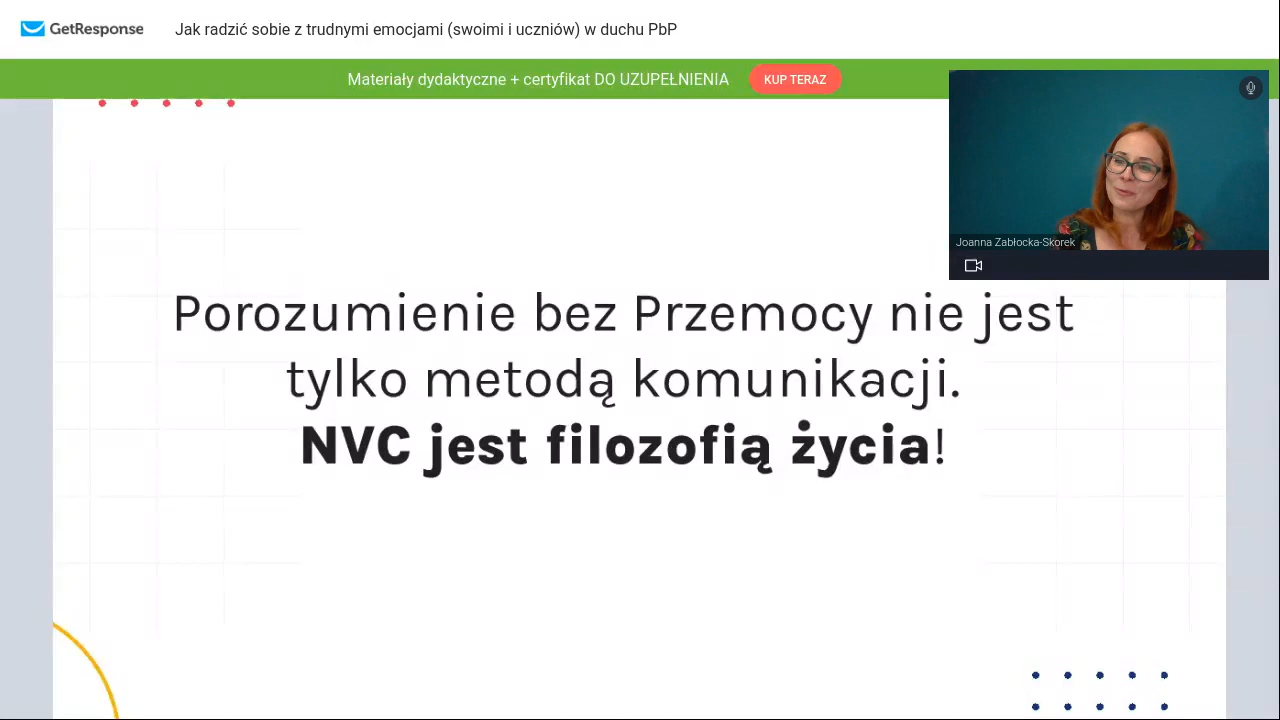 GetResponse
Jak radzić sobie z trudnymi emocjami (swoimi i uczniów) w duchu PbP
Materiały dydaktyczne + certyfikat DO UZUPEŁNIENIA
KUP TERAZ
Joanna Zabłocka-Skorek
Porozumienie bez Przemocy nie jest
tylko metodą komunikacji.
NVC jest filozofią życia!